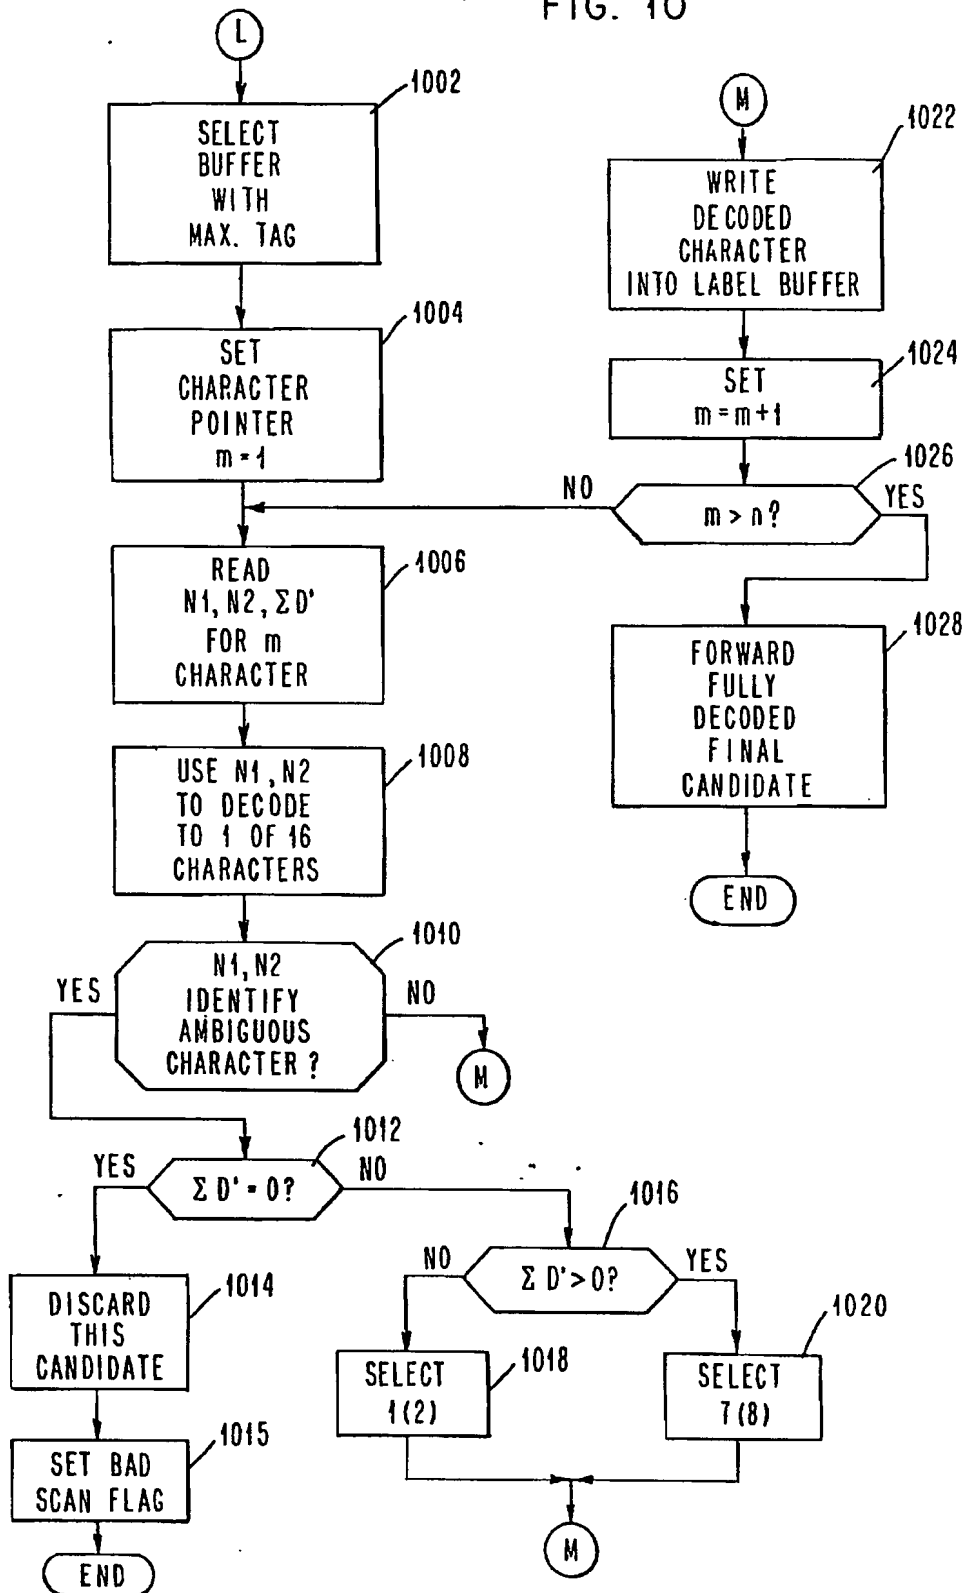 FIG. 10
L
1002
SELECT
BUFFER
WITH
MAX. TAG
1004
SET
CHARACTER
POINTER
m = 1
1006
READ
N1, N2, Σ D'
FOR m
CHARACTER
1008
USE N1, N2
TO DECODE
TO 1 OF 16
CHARACTERS
1010
N1, N2
IDENTIFY
AMBIGUOUS
CHARACTER ?
YES
NO
M
1012
Σ D' = 0?
YES
NO
1014
DISCARD
THIS
CANDIDATE
1015
SET BAD
SCAN FLAG
END
1016
Σ D' > 0?
NO
YES
1018
SELECT
1(2)
1020
SELECT
7(8)
M
M
1022
WRITE
DECODED
CHARACTER
INTO LABEL BUFFER
1024
SET
m = m + 1
1026
m > n?
NO
YES
1028
FORWARD
FULLY
DECODED
FINAL
CANDIDATE
END